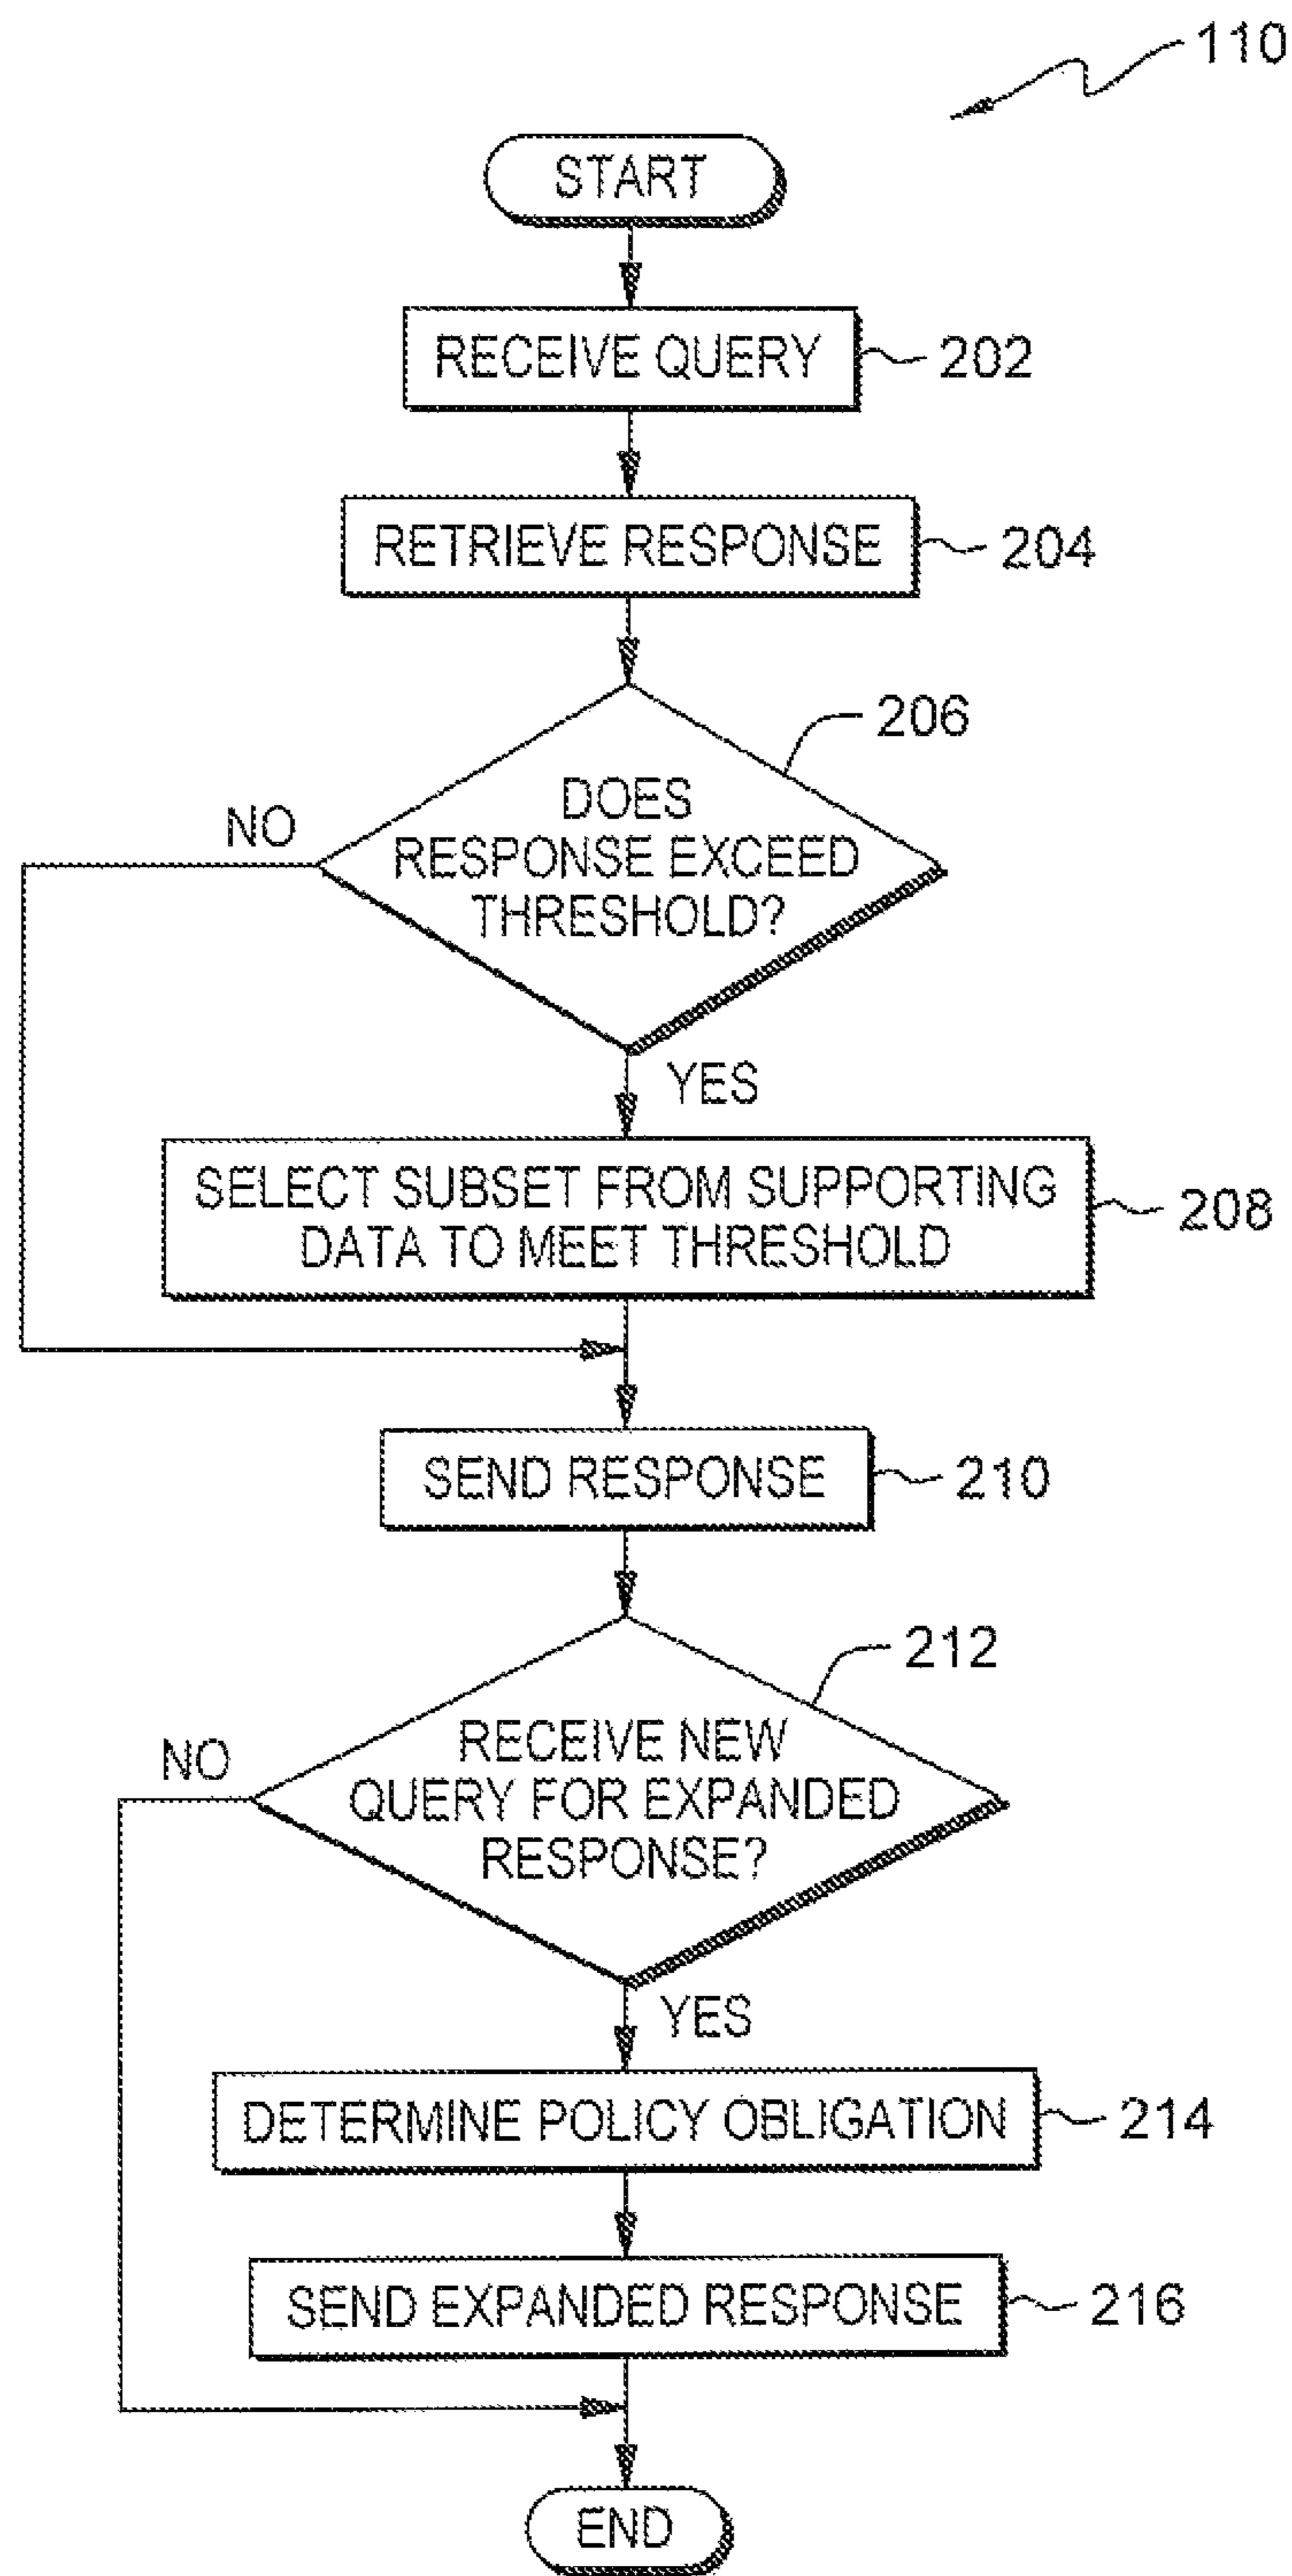 110
START
RECEIVE QUERY
202
RETRIEVE RESPONSE
204
206
DOES
RESPONSE EXCEED
THRESHOLD?
NO
YES
SELECT SUBSET FROM SUPPORTING
DATA TO MEET THRESHOLD
208
SEND RESPONSE
210
212
RECEIVE NEW
QUERY FOR EXPANDED
RESPONSE?
NO
YES
DETERMINE POLICY OBLIGATION
214
SEND EXPANDED RESPONSE
216
END